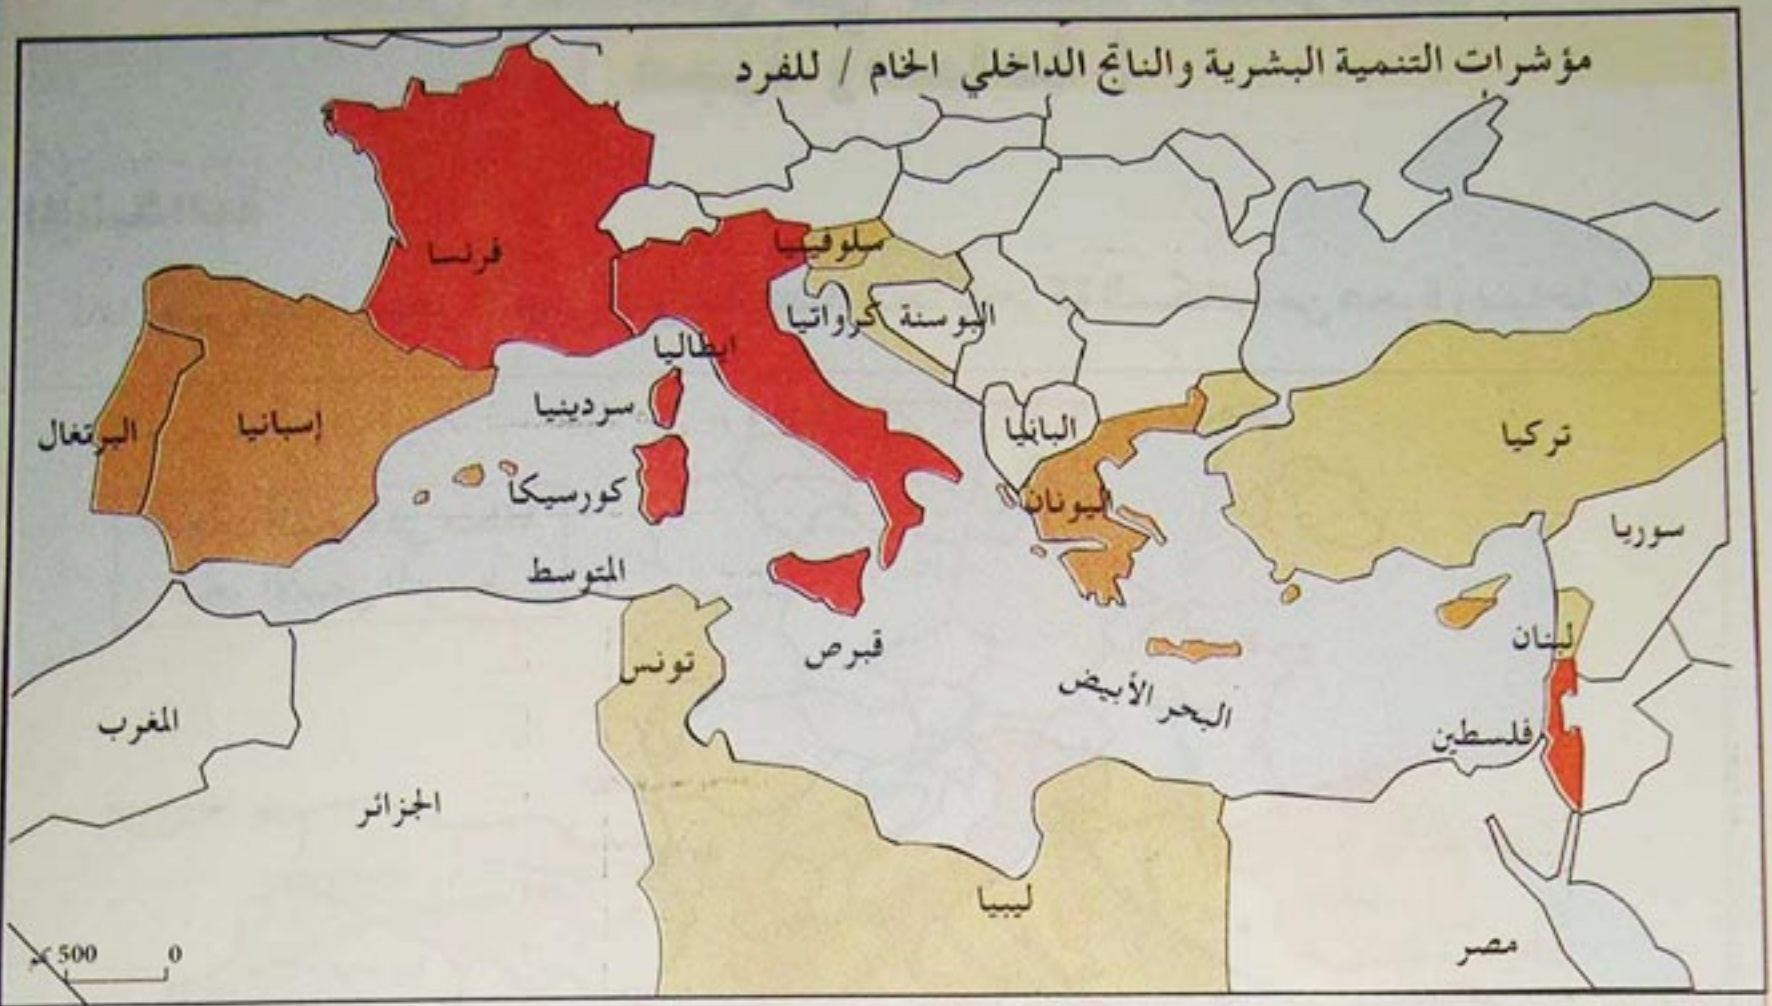 مؤشرات التنمية البشرية والناتج الداخلي الخام / للفرد
فرنسا
سلوفينيا
كرواتيا
البوسنة
ايطاليا
سردينيا
البرتغال
إسبانيا
البانيا
تركيا
كورسيكا
اليونان
سوريا
المتوسط
قبرص
لبنان
تونس
البحر الأبيض
المغرب
فلسطين
الجزائر
ليبيا
مصر
500 كم
0